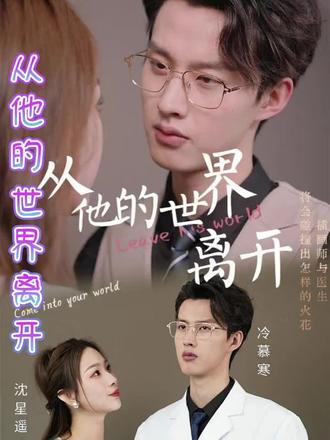 从他的世界离开
从他的世界离开
Leave his world
Come into your world
插画师与医生
将会碰撞出怎样的火花
冷慕寒
沈星遥